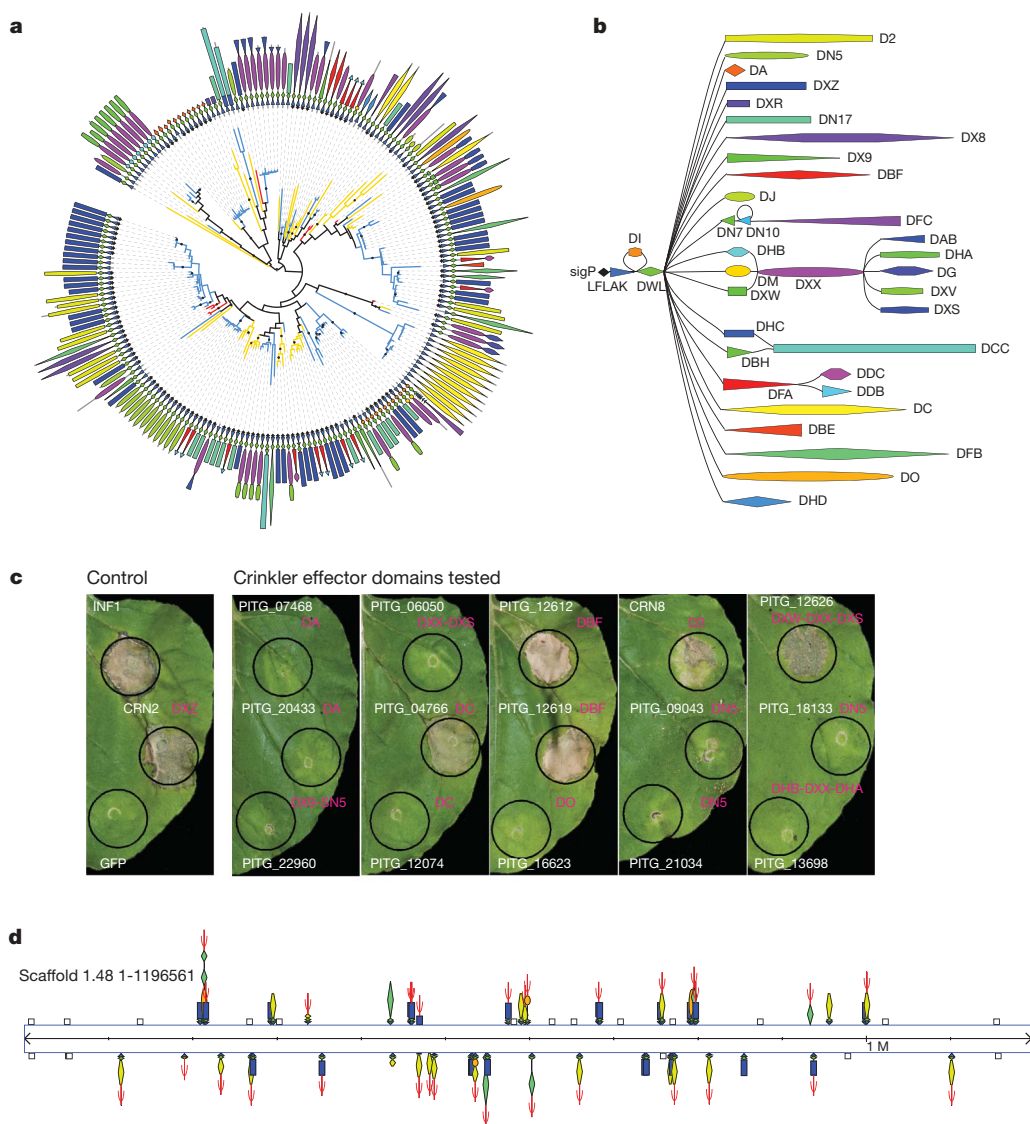 a
b
D2
DN5
DA
DXZ
DXR
DN17
DX8
DX9
DBF
DJ
DN7 DN10
DFC
DI
DHB
DAB
DHA
sigP
DM
DXX
DG
LFLAK DWL
DXW
DXV
DXS
DHC
DCC
DBH
DDC
DFA
DDB
DC
DBE
DFB
DO
DHD
c
Control
Crinkler effector domains tested
INF1
PITG_07468
PITG_06050
PITG_12612
CRN8
PITG_12626
DA
DXX-DXS
DBF
D2
DXW-DXX-DXS
CRN2 DXZ
PITG_20433 DA
PITG_04766 DC
PITG_12619 DBF
PITG_09043 DN5
PITG_18133 DN5
DC
DO
DN5
DHB-DXX-DHA
GFP
PITG_22960
PITG_12074
PITG_16623
PITG_21034
PITG_13698
d
Scaffold 1.48 1-1196561
1 M